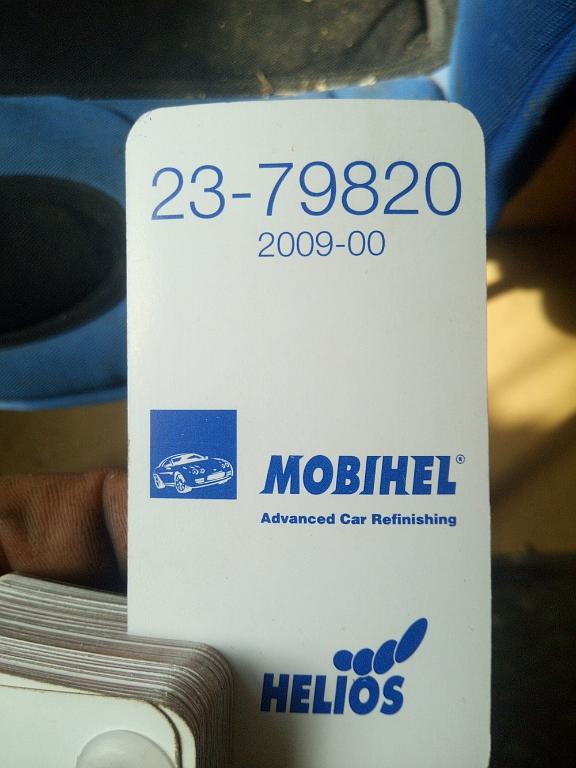 23-79820
2009-00
MOBIHEL®
Advanced Car Refinishing
HELIOS